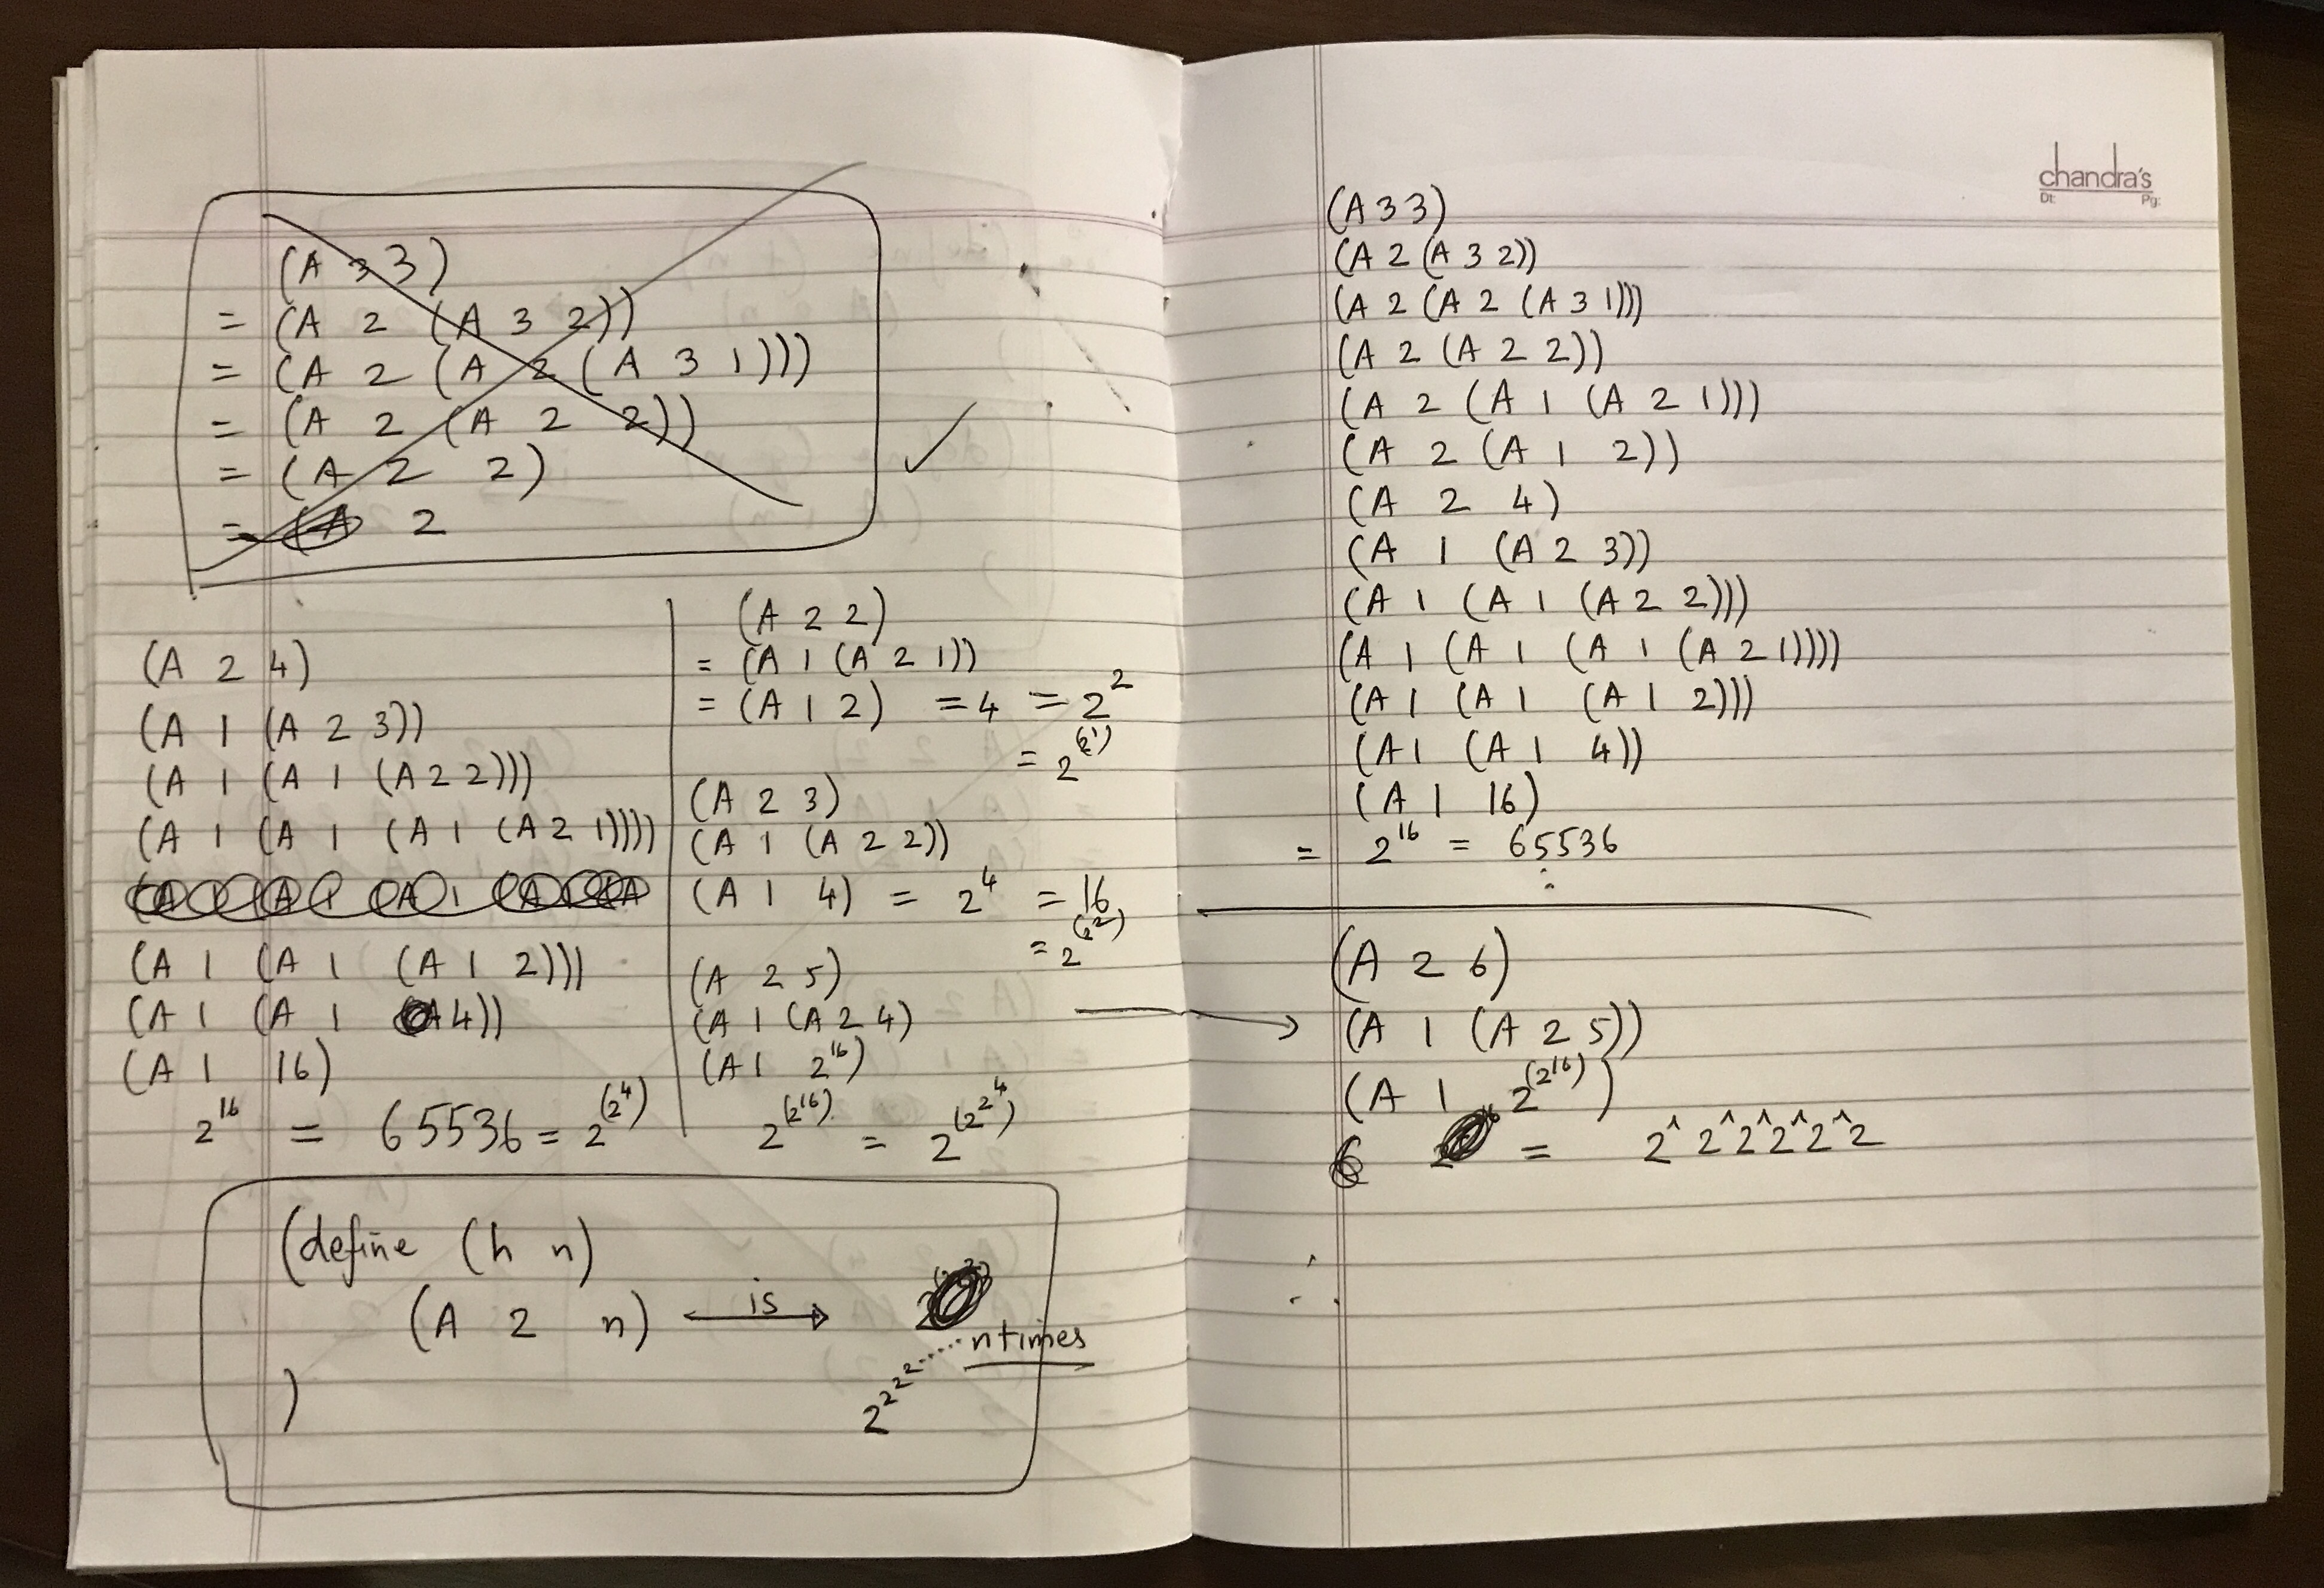 (A 3 3)
= (A 2 (A 3 2))
= (A 2 (A 2 (A 3 1)))
= (A 2 (A 2 2))
= (A 2 2)
= (A 2
(A 2 4)
(A 1 (A 2 3))
(A 1 (A 1 (A 2 2)))
(A 1 (A 1 (A 1 (A 2 1))))
(A 1 (A 1 (A 1 2)))
(A 1 (A 1 4))
(A 1 16)
2^16 = 65536 = 2^(2^4)
(A 2 2)
= (A 1 (A 2 1))
= (A 1 2) = 4 = 2^2
= 2^(2^1)
(A 2 3)
(A 1 (A 2 2))
(A 1 4) = 2^4 = 16
= 2^(2^2)
(A 2 5)
(A 1 (A 2 4)
(A 1 2^16)
2^(2^16) = 2^(2^2^4)
(define (h n)
(A 2 n) is
2^2^2^2^2 ...... n times
)
chandra's
Dt: Pg:
(A 3 3)
(A 2 (A 3 2))
(A 2 (A 2 (A 3 1)))
(A 2 (A 2 2))
(A 2 (A 1 (A 2 1)))
(A 2 (A 1 2))
(A 2 4)
(A 1 (A 2 3))
(A 1 (A 1 (A 2 2)))
(A 1 (A 1 (A 1 (A 2 1))))
(A 1 (A 1 (A 1 2)))
(A 1 (A 1 4))
(A 1 16)
= 2^16 = 65536
(A 2 6)
(A 1 (A 2 5))
(A 1 2^(2^16))
= 2^2^2^2^2^2^2